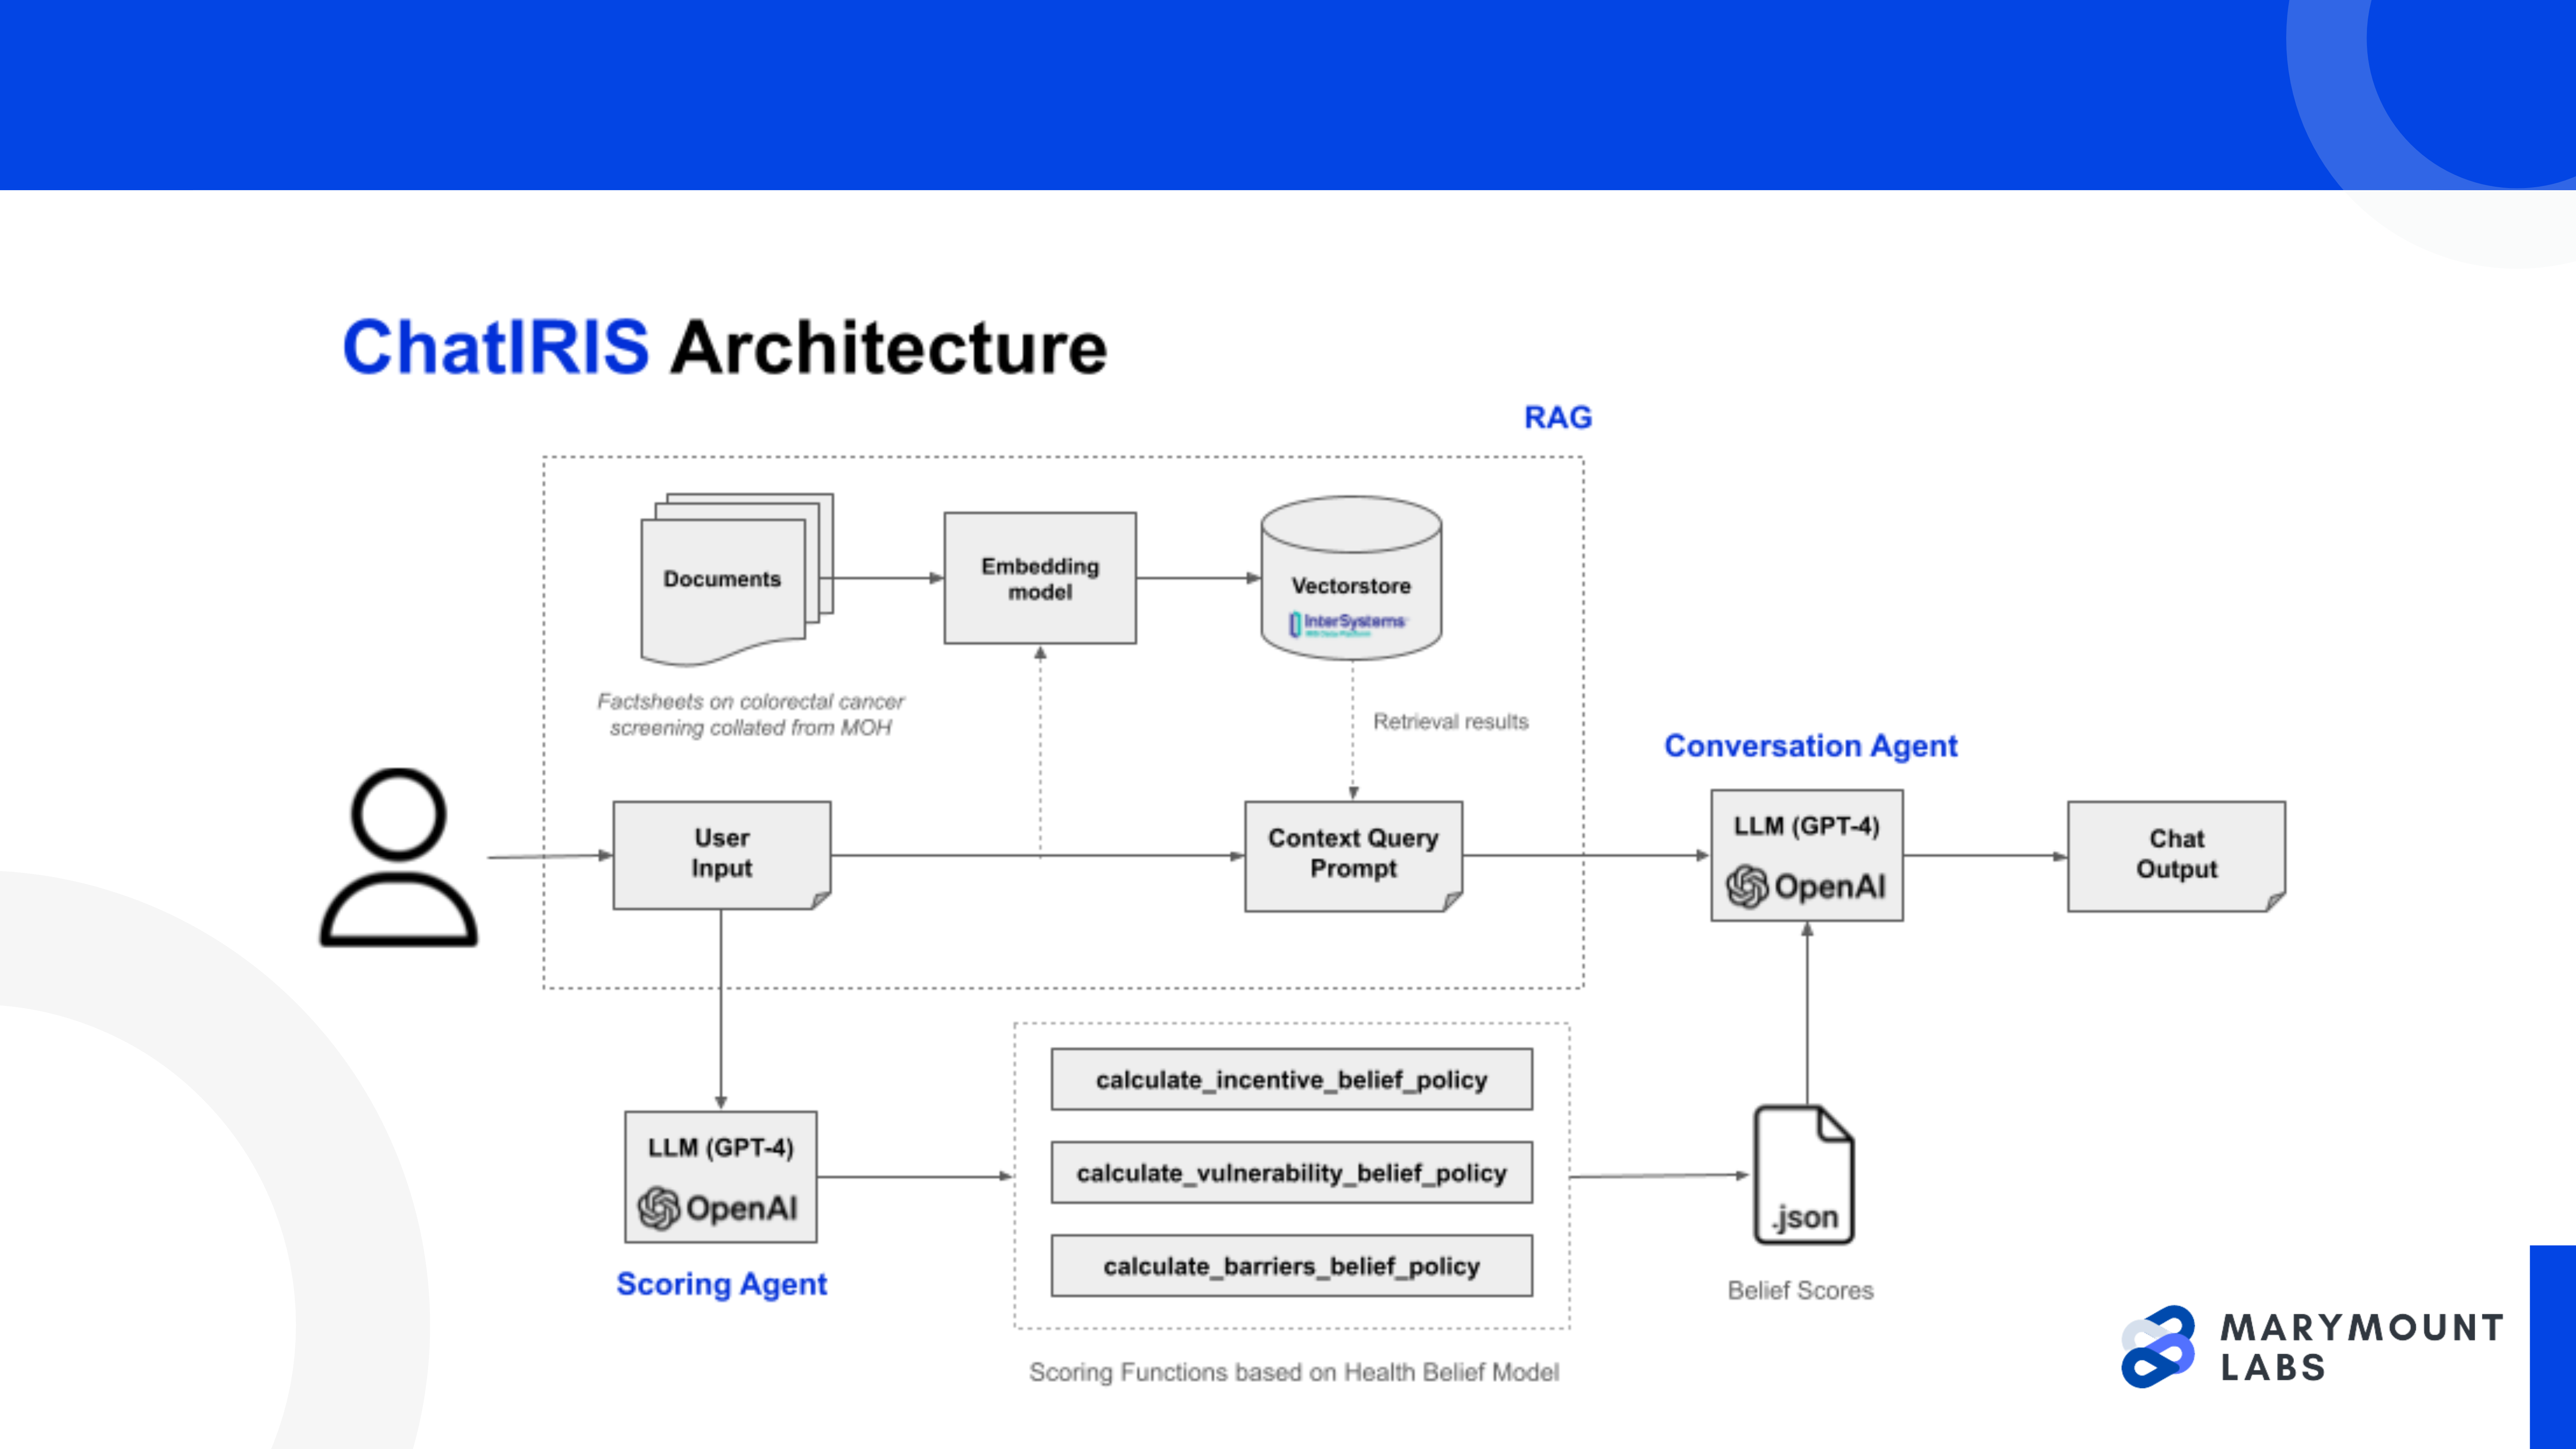 ChatIRIS Architecture
RAG
Documents
Embedding
model
Vectorstore
InterSystems
Factsheets on colorectal cancer
screening collated from MOH
Retrieval results
Conversation Agent
User
Input
Context Query
Prompt
LLM (GPT-4)
OpenAI
Chat
Output
calculate_incentive_belief_policy
LLM (GPT-4)
OpenAI
calculate_vulnerability_belief_policy
.json
calculate_barriers_belief_policy
Scoring Agent
Belief Scores
Scoring Functions based on Health Belief Model
MARYMOUNT
LABS